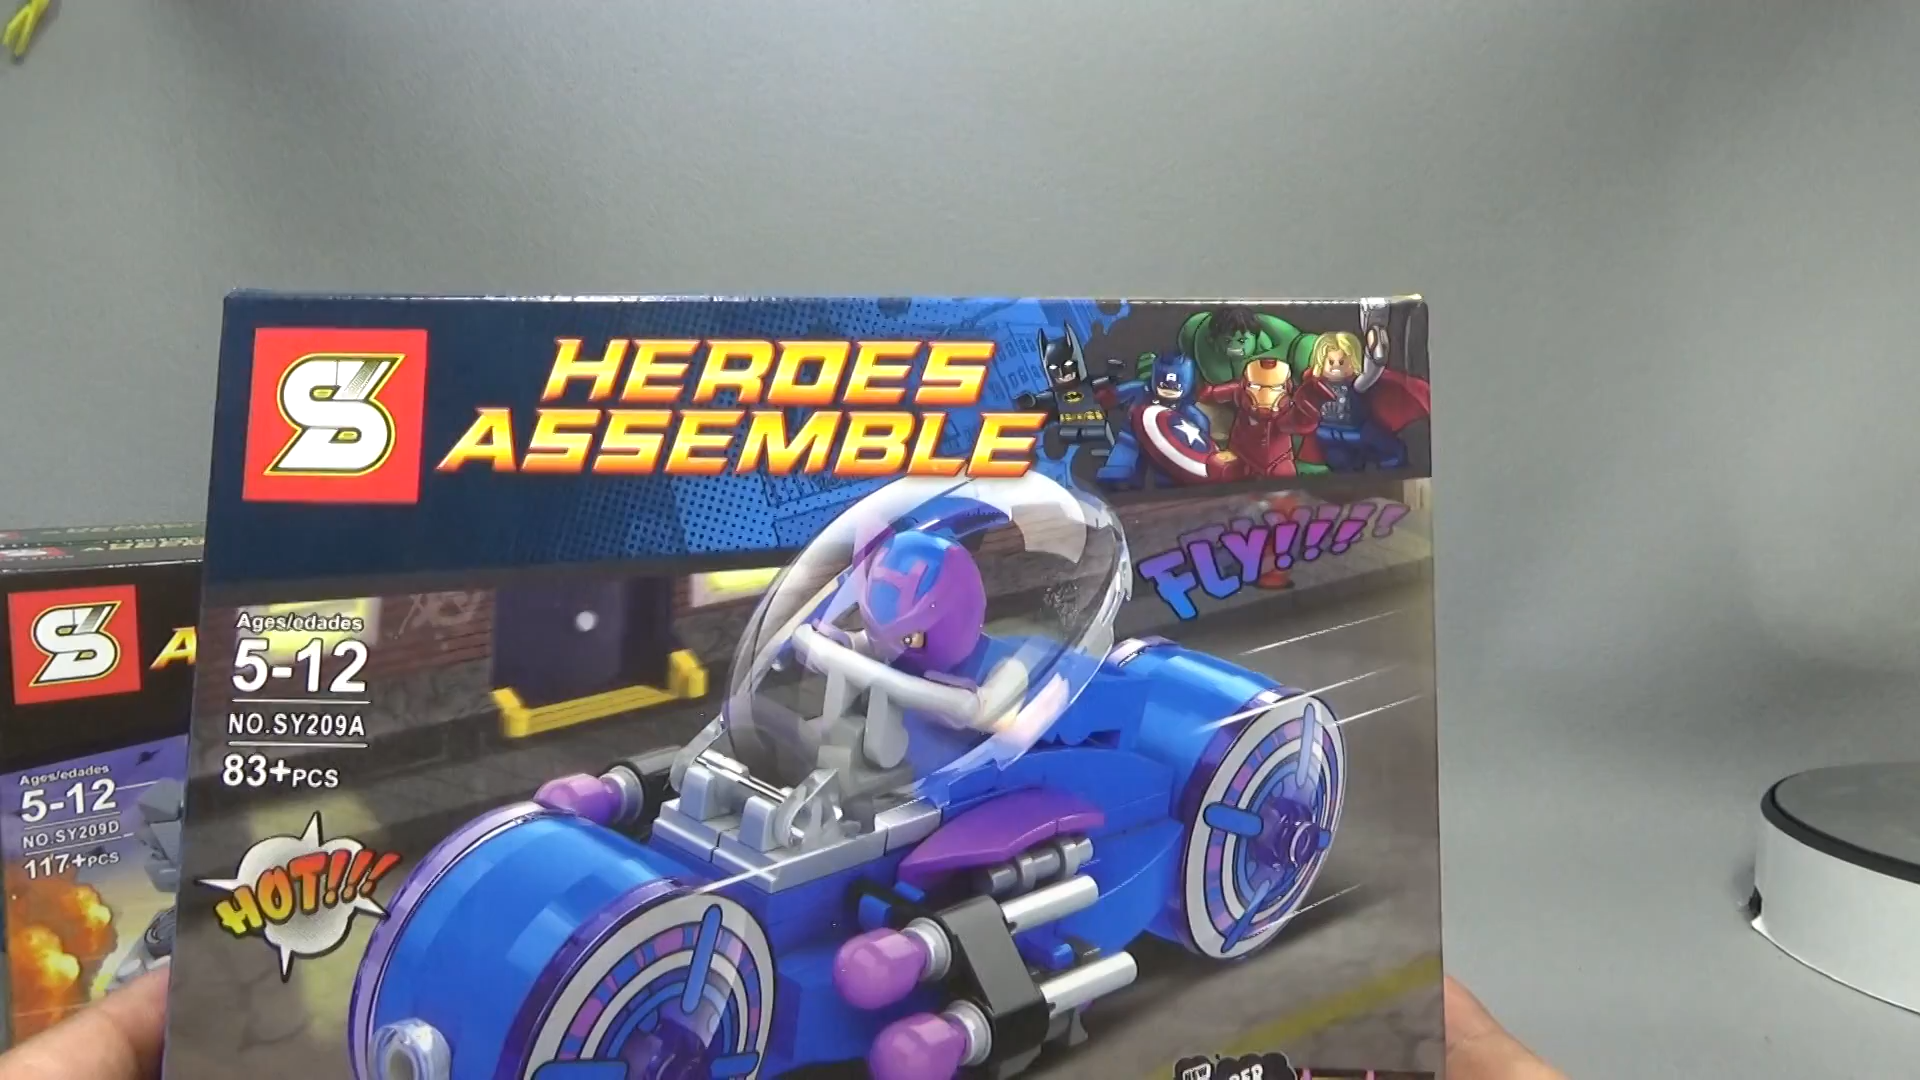 HEROES
ASSEMBLE
FLY!!!!!
Ages/edades
5-12
NO.SY209A
83+PCS
HOT!!!
A
Ages/edades
5-12
NO.SY209D
117+PCS
NEW